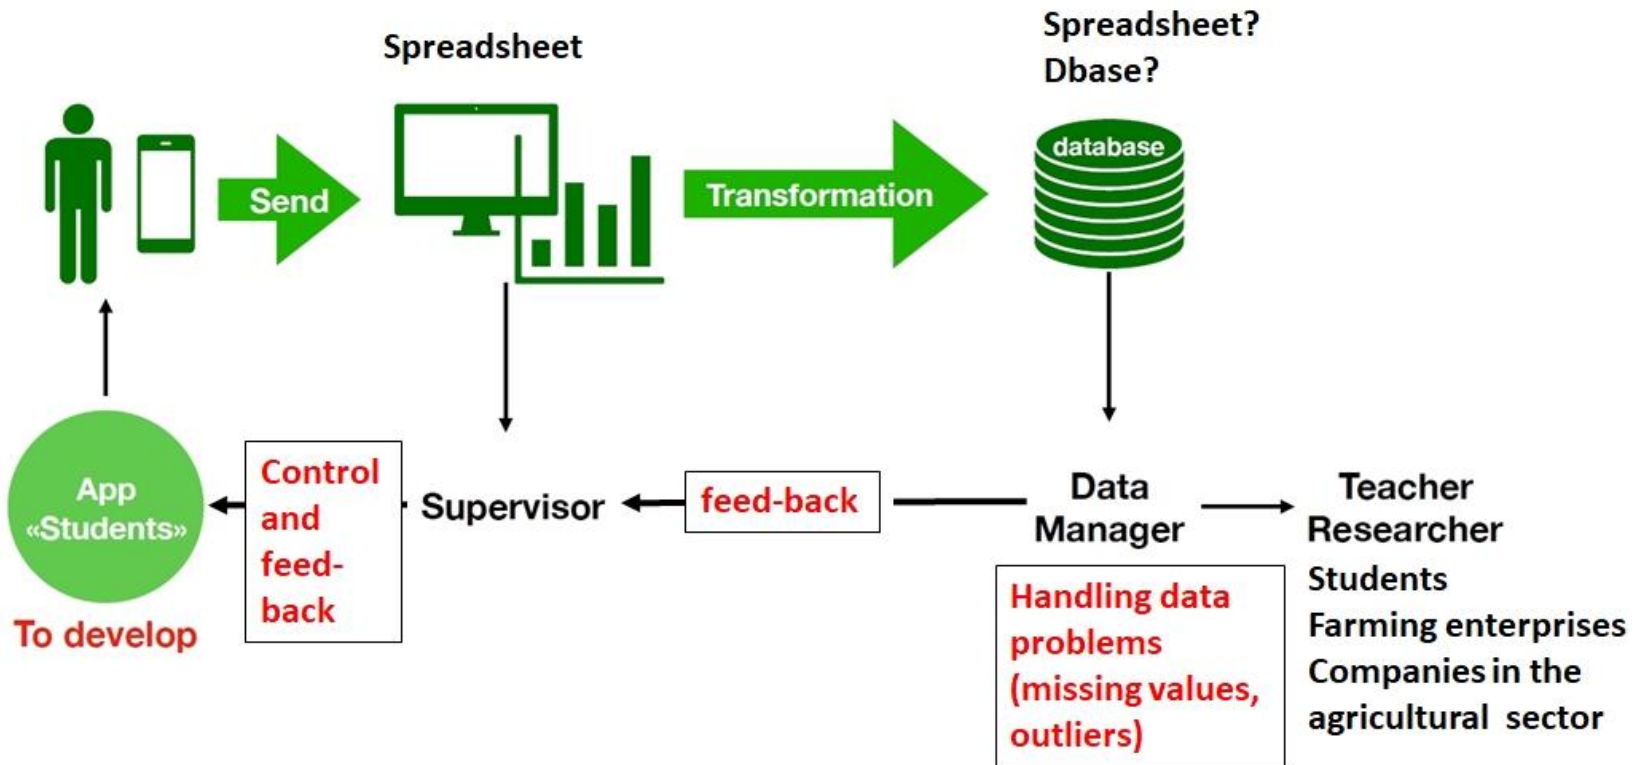 Spreadsheet
Spreadsheet?
Dbase?
Send
Transformation
database
App
«Students»
To develop
Control
and
feed-
back
Supervisor
feed-back
Data
Manager
Handling data
problems
(missing values,
outliers)
Teacher
Researcher
Students
Farming enterprises
Companies in the
agricultural sector